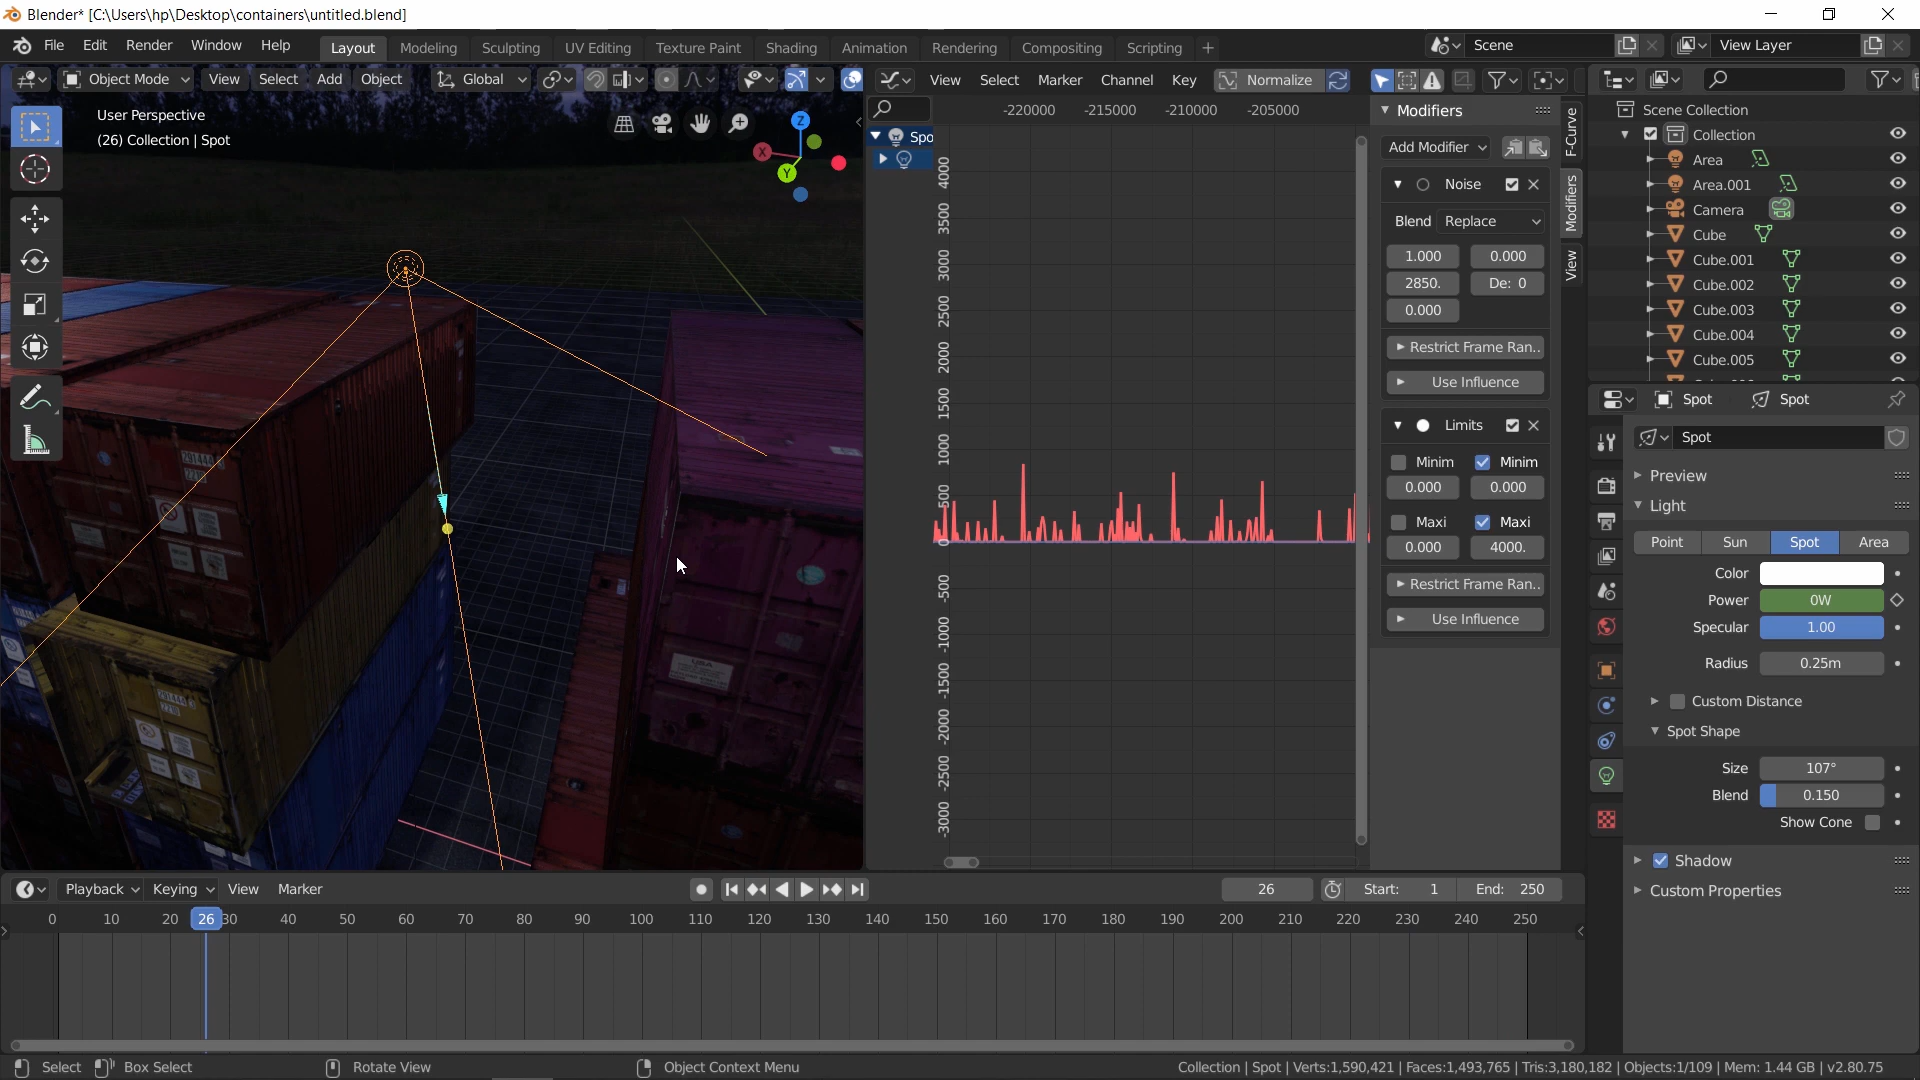 Blender* [C:\Users\hp\Desktop\containers\untitled.blend]
File Edit Render Window Help Layout Modeling Sculpting UV Editing Texture Paint Shading Animation Rendering Compositing Scripting + Scene View Layer
Object Mode View Select Add Object Global View Select Marker Channel Key Normalize
User Perspective
(26) Collection | Spot
X Y Z
Spo
-220000 -215000 -210000 -205000
4000
3500
3000
2500
2000
1500
1000
500
0
-500
-1000
-1500
-2000
-2500
-3000
Modifiers
Add Modifier
Noise
Blend Replace
1.000 0.000
2850. De: 0
0.000
Restrict Frame Ran..
Use Influence
Limits
Minim Minim
0.000 0.000
Maxi Maxi
0.000 4000.
Restrict Frame Ran..
Use Influence
F-Curve
Modifiers
View
Scene Collection
Collection
Area
Area.001
Camera
Cube
Cube.001
Cube.002
Cube.003
Cube.004
Cube.005
Spot Spot
Spot
Preview
Light
Point Sun Spot Area
Color
Power 0W
Specular 1.00
Radius 0.25m
Custom Distance
Spot Shape
Size 107°
Blend 0.150
Show Cone
Shadow
Custom Properties
Playback Keying View Marker 26 Start: 1 End: 250
0 10 20 26 30 40 50 60 70 80 90 100 110 120 130 140 150 160 170 180 190 200 210 220 230 240 250
Select Box Select Rotate View Object Context Menu Collection | Spot | Verts:1,590,421 | Faces:1,493,765 | Tris:3,180,182 | Objects:1/109 | Mem: 1.44 GB | v2.80.75